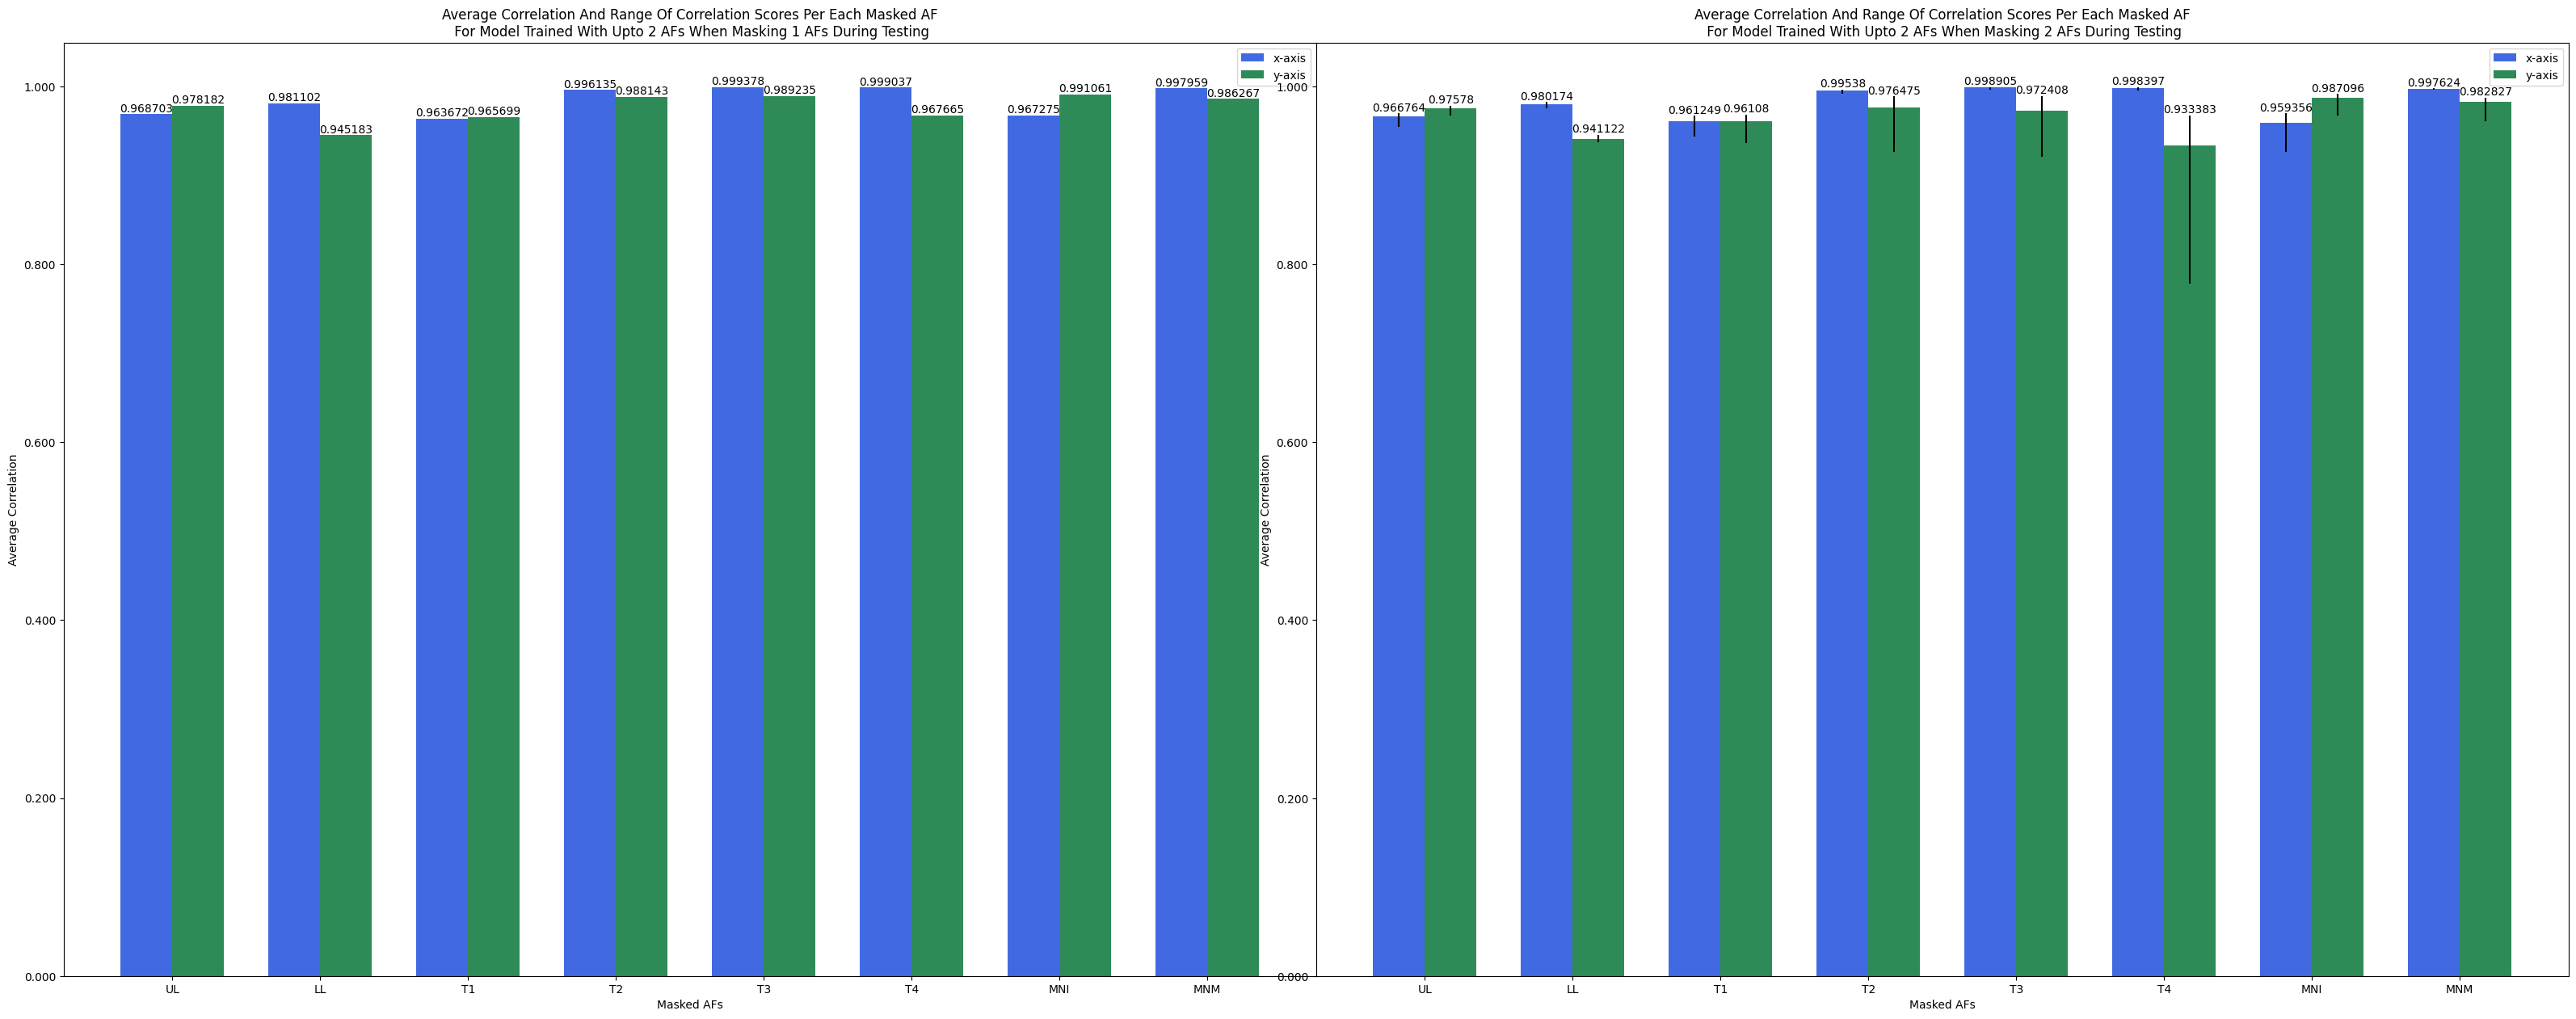 Average Correlation And Range Of Correlation Scores Per Each Masked AF
For Model Trained With Upto 2 AFs When Masking 1 AFs During Testing
x-axis
y-axis
1.000
0.800
0.600
0.400
0.200
0.000
Average Correlation
0.968703
0.978182
0.981102
0.945183
0.963672
0.965699
0.996135
0.988143
0.999378
0.989235
0.999037
0.967665
0.967275
0.991061
0.997959
0.986267
UL
LL
T1
T2
T3
T4
MNI
MNM
Masked AFs
Average Correlation And Range Of Correlation Scores Per Each Masked AF
For Model Trained With Upto 2 AFs When Masking 2 AFs During Testing
x-axis
y-axis
1.000
0.800
0.600
0.400
0.200
0.000
Average Correlation
0.966764
0.97578
0.980174
0.941122
0.961249
0.96108
0.99538
0.976475
0.998905
0.972408
0.998397
0.933383
0.959356
0.987096
0.997624
0.982827
UL
LL
T1
T2
T3
T4
MNI
MNM
Masked AFs